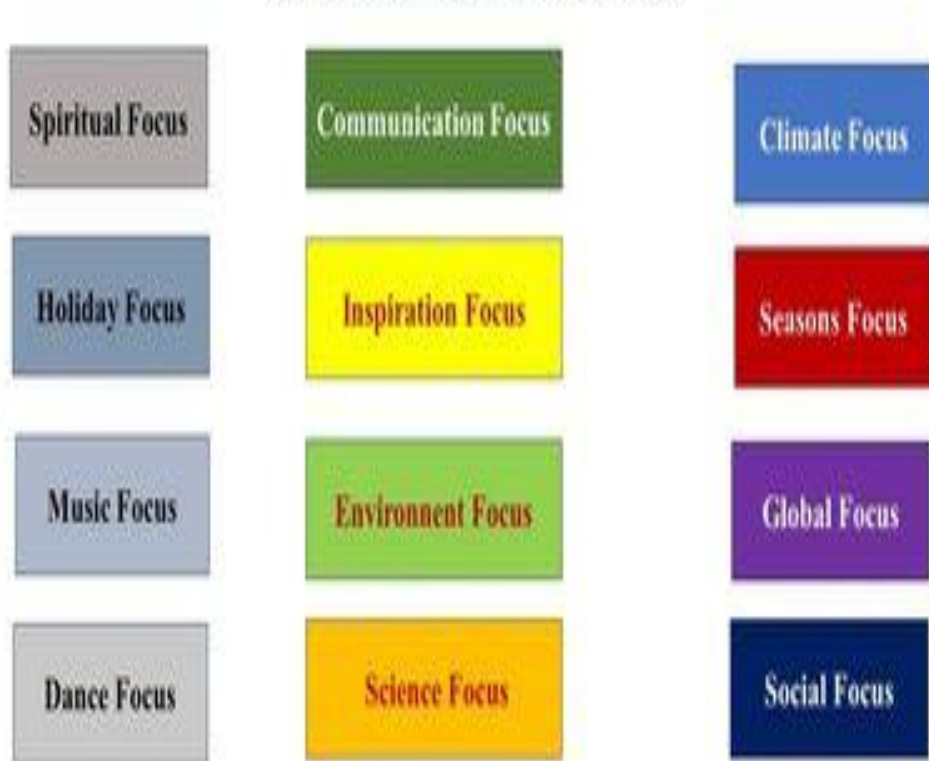 Spiritual Focus
Communication Focus
Climate Focus
Holiday Focus
Inspiration Focus
Seasons Focus
Music Focus
Environnent Focus
Global Focus
Dance Focus
Science Focus
Social Focus